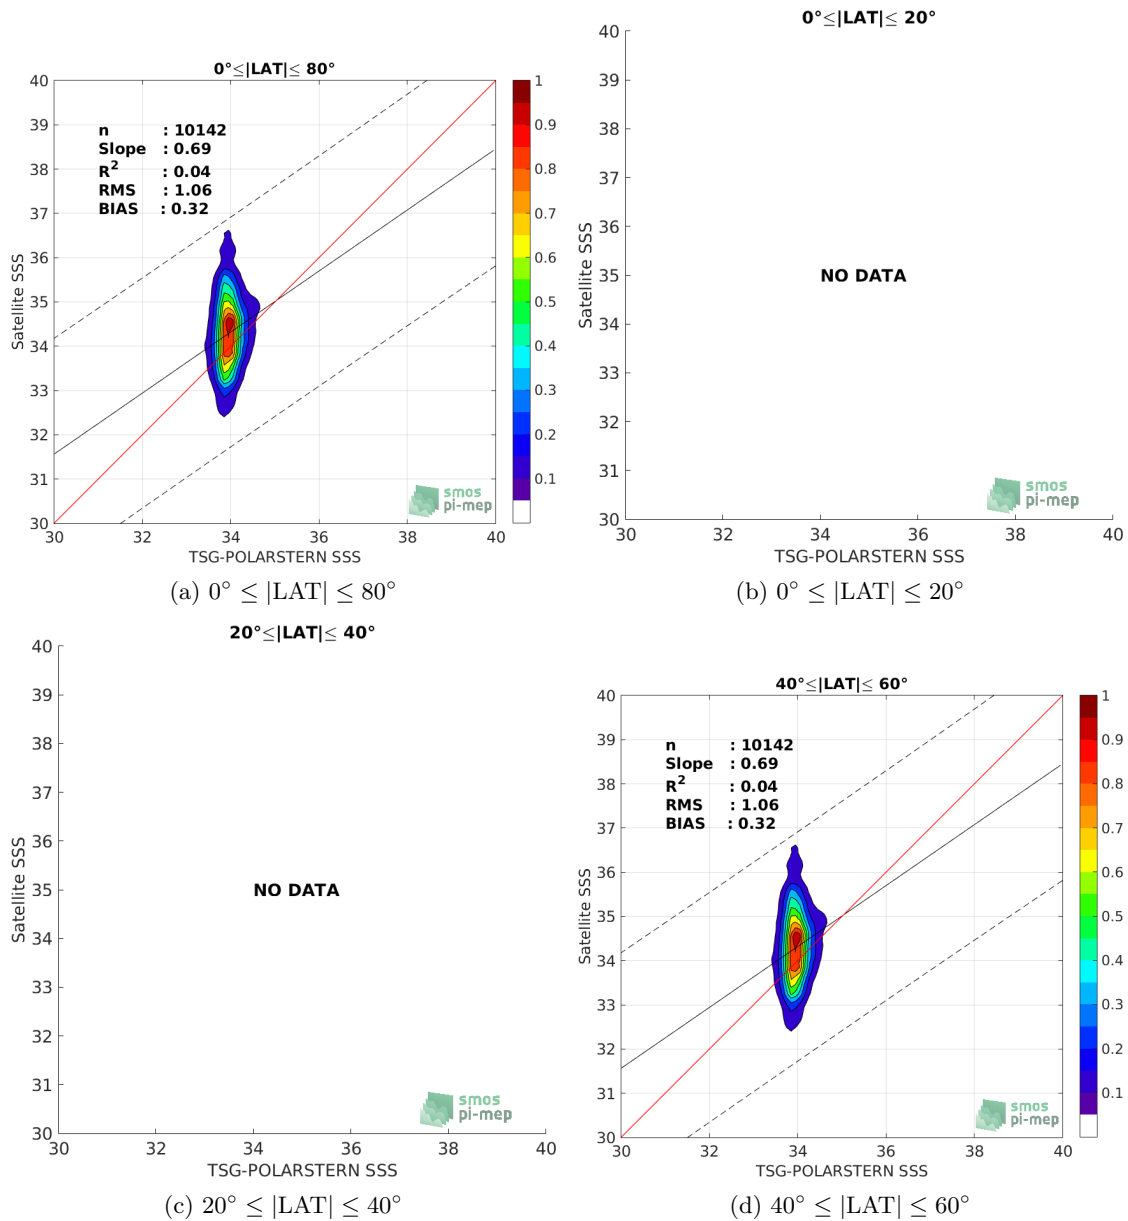 0°≤|LAT|≤ 80°
40
39
38
37
36
35
34
33
32
31
30
Satellite SSS
n : 10142
Slope : 0.69
R2 : 0.04
RMS : 1.06
BIAS : 0.32
smos
pi-mep
30 32 34 36 38 40
TSG-POLARSTERN SSS
1
0.9
0.8
0.7
0.6
0.5
0.4
0.3
0.2
0.1
(a) 0° ≤ |LAT| ≤ 80°
0°≤|LAT|≤ 20°
40
39
38
37
36
35
34
33
32
31
30
Satellite SSS
NO DATA
smos
pi-mep
30 32 34 36 38 40
TSG-POLARSTERN SSS
(b) 0° ≤ |LAT| ≤ 20°
20°≤|LAT|≤ 40°
40
39
38
37
36
35
34
33
32
31
30
Satellite SSS
NO DATA
smos
pi-mep
30 32 34 36 38 40
TSG-POLARSTERN SSS
(c) 20° ≤ |LAT| ≤ 40°
40°≤|LAT|≤ 60°
40
39
38
37
36
35
34
33
32
31
30
Satellite SSS
n : 10142
Slope : 0.69
R2 : 0.04
RMS : 1.06
BIAS : 0.32
smos
pi-mep
30 32 34 36 38 40
TSG-POLARSTERN SSS
1
0.9
0.8
0.7
0.6
0.5
0.4
0.3
0.2
0.1
(d) 40° ≤ |LAT| ≤ 60°